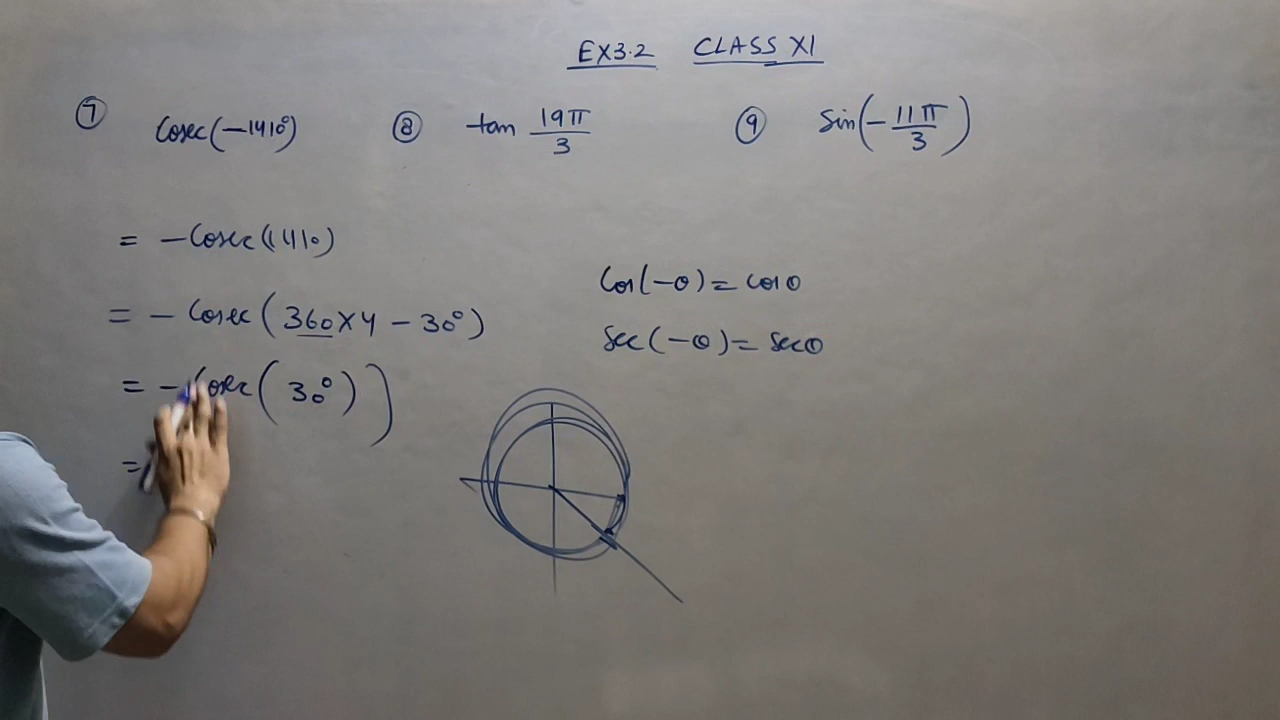 EX3.2 CLASS XI
⑦ Cosec(-1410°) ⑧ tan 19π/3 ⑨ Sin(-11π/3)
= -Cosec(1410)
= -Cosec(360×4-30°)
= -Cosec(30°))
=
Cos(-θ)=cosθ
Sec(-θ)=secθ